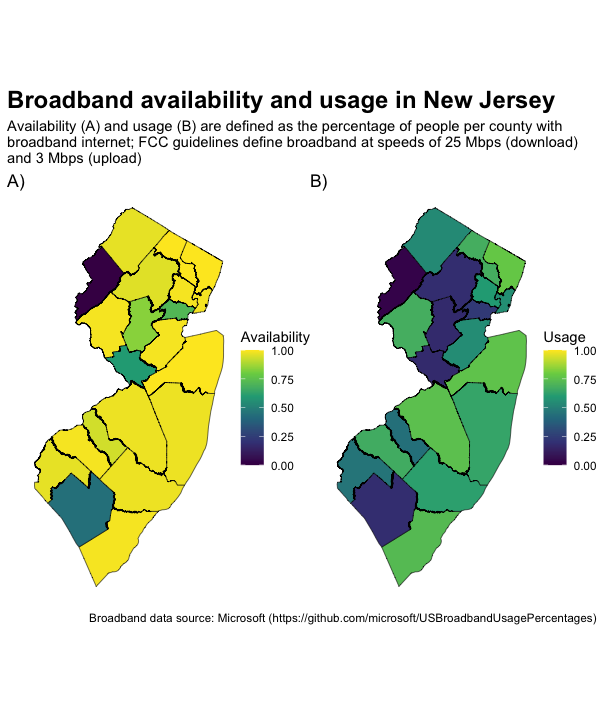 Broadband availability and usage in New Jersey
Availability (A) and usage (B) are defined as the percentage of people per county with
broadband internet; FCC guidelines define broadband at speeds of 25 Mbps (download)
and 3 Mbps (upload)
A)
B)
Availability
1.00
0.75
0.50
0.25
0.00
Usage
1.00
0.75
0.50
0.25
0.00
Broadband data source: Microsoft (https://github.com/microsoft/USBroadbandUsagePercentages)